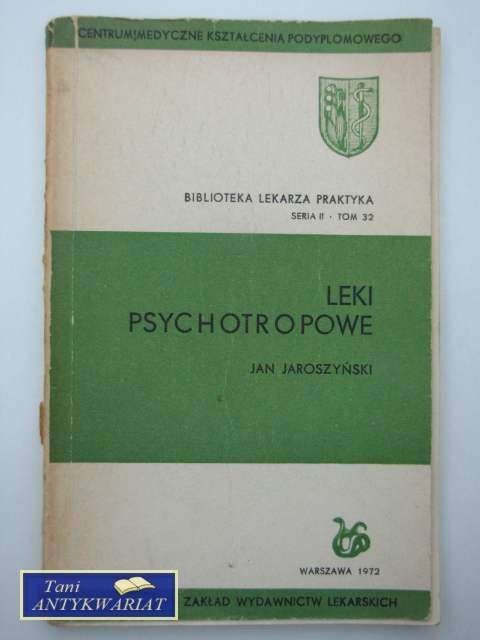 CENTRUM MEDYCZNE KSZTAŁCENIA PODYPLOMOWEGO
BIBLIOTEKA LEKARZA PRAKTYKA
SERIA II · TOM 32
LEKI
PSYCHOTROPOWE
JAN JAROSZYŃSKI
WARSZAWA 1972
ZAKŁAD WYDAWNICTW LEKARSKICH
Tani
ANTYKWARIAT